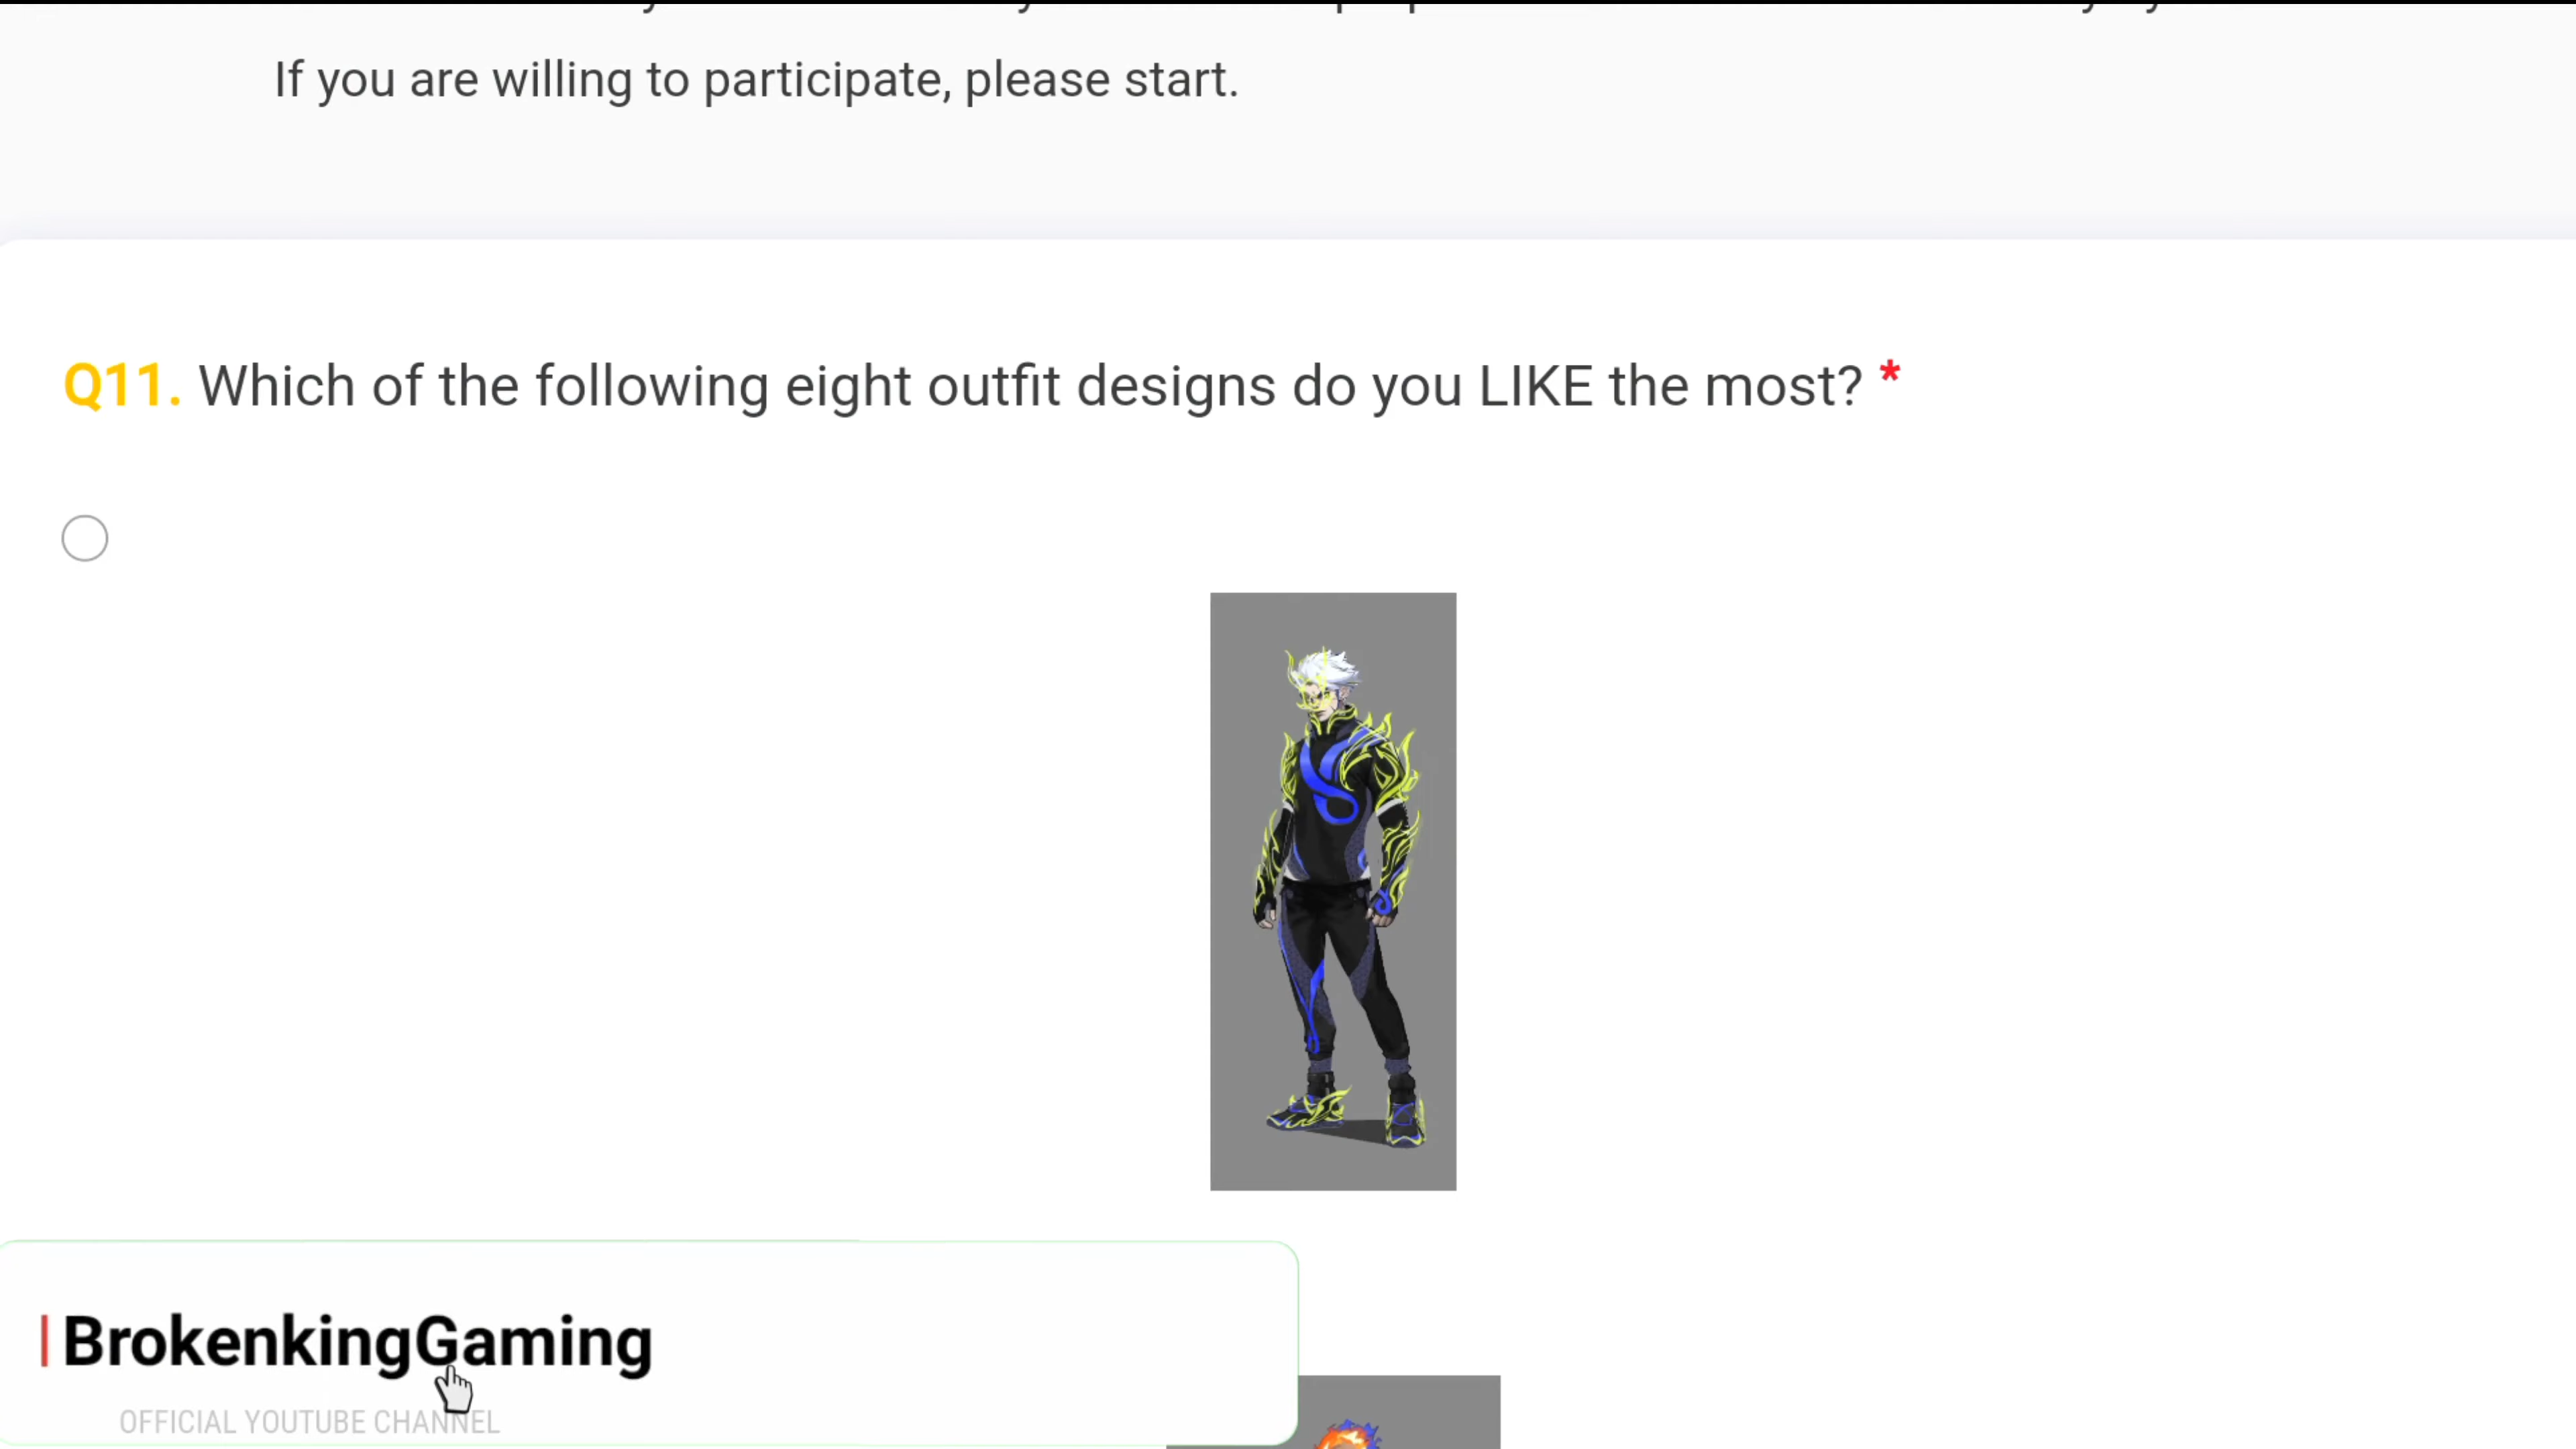 If you are willing to participate, please start.
Q11. Which of the following eight outfit designs do you LIKE the most? *
BrokenkingGaming
OFFICIAL YOUTUBE CHANNEL